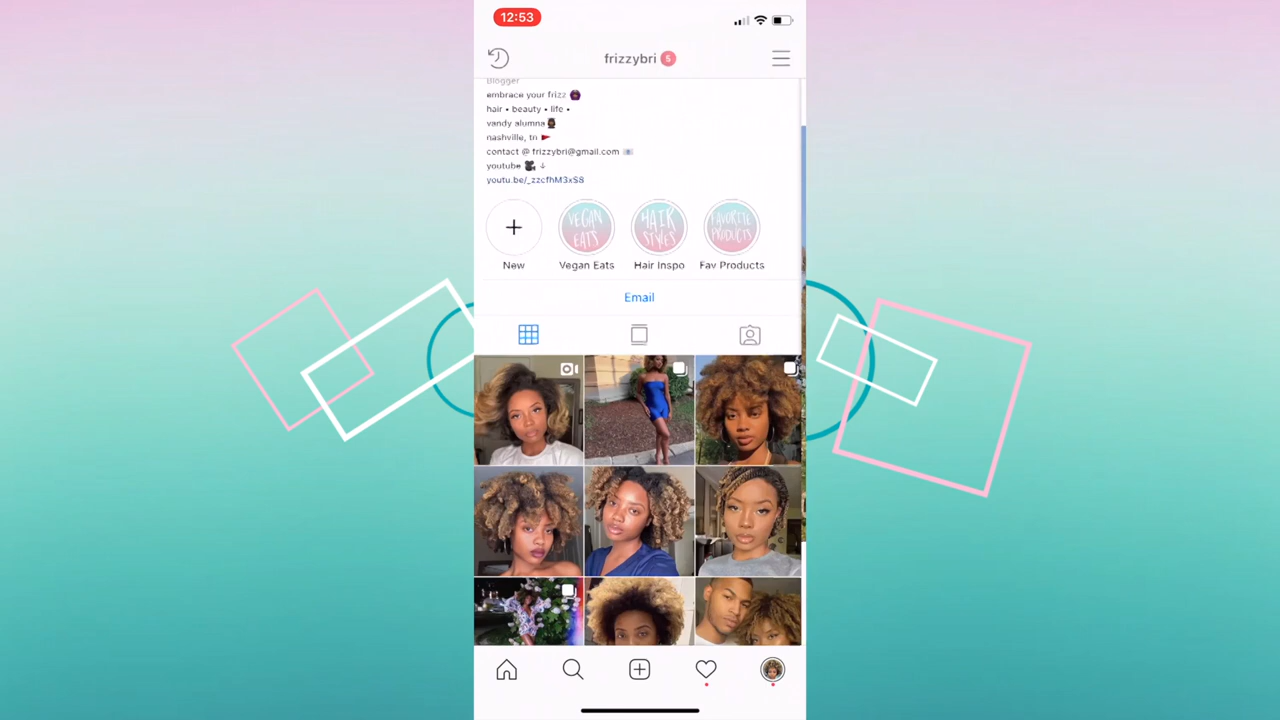 12:53
frizzybri 5
Blogger
embrace your frizz
hair • beauty • life •
vandy alumna
nashville, tn
contact @ frizzybri@gmail.com
youtube ↓
youtu.be/_zzcfhM3xS8
VEGAN EATS
HAIR STYLES
FAVORITE PRODUCTS
New
Vegan Eats
Hair Inspo
Fav Products
Email